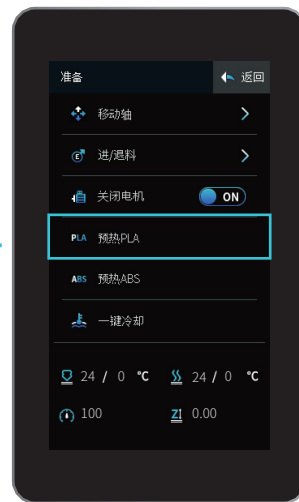 准备 返回
移动轴
E 进/退料
关闭电机 ON
PLA 预热PLA
ABS 预热ABS
一键冷却
24 / 0 °C 24 / 0 °C
100 Z 0.00